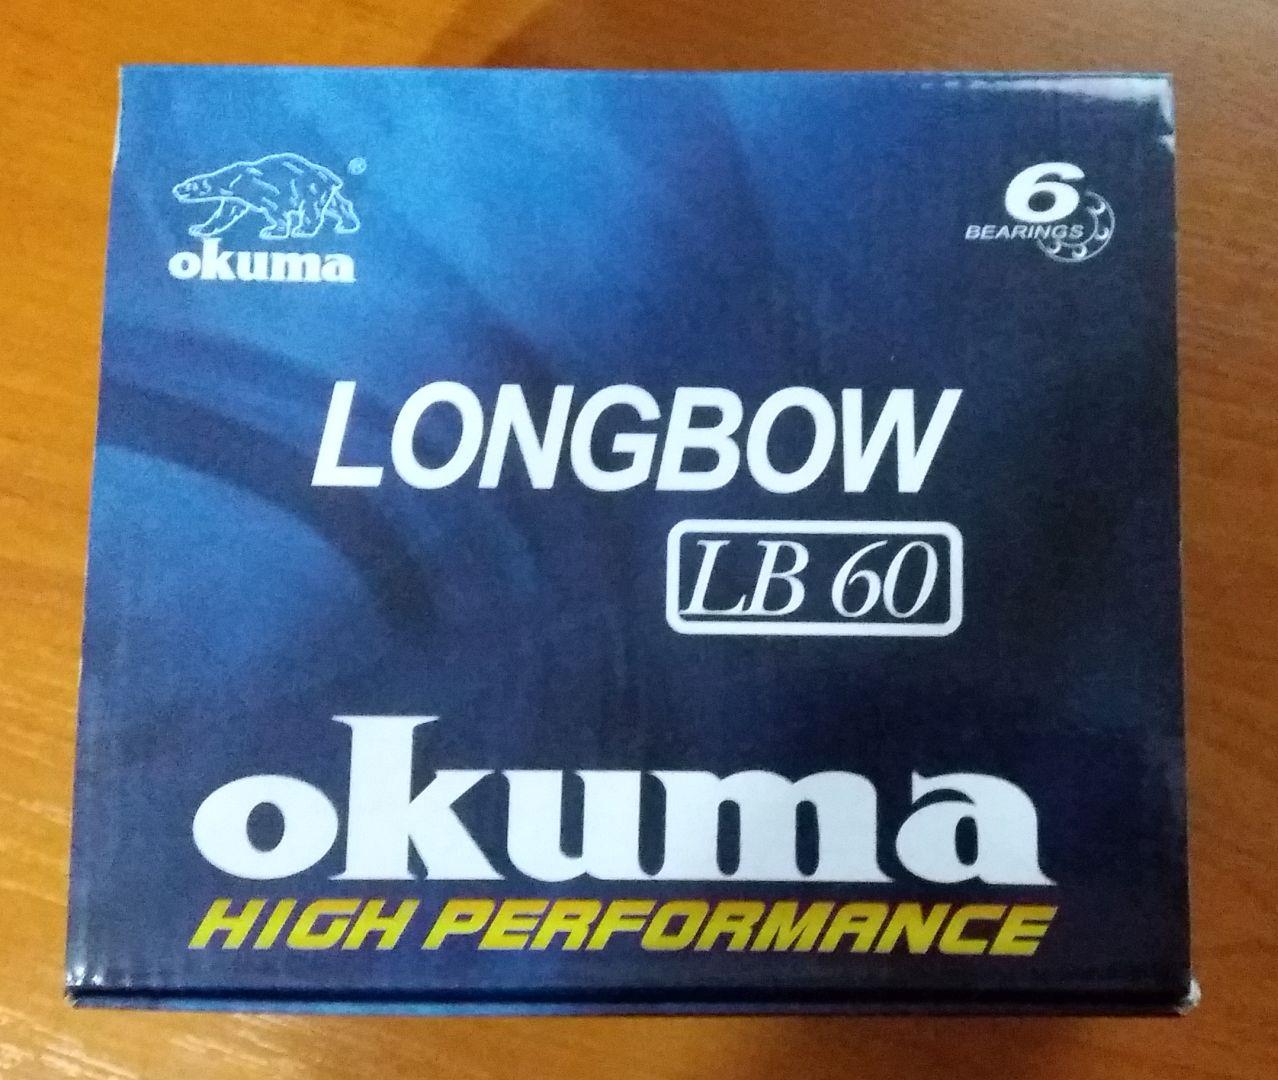 ®
okuma
6
BEARINGS
LONGBOW
LB 60
okuma
HIGH PERFORMANCE